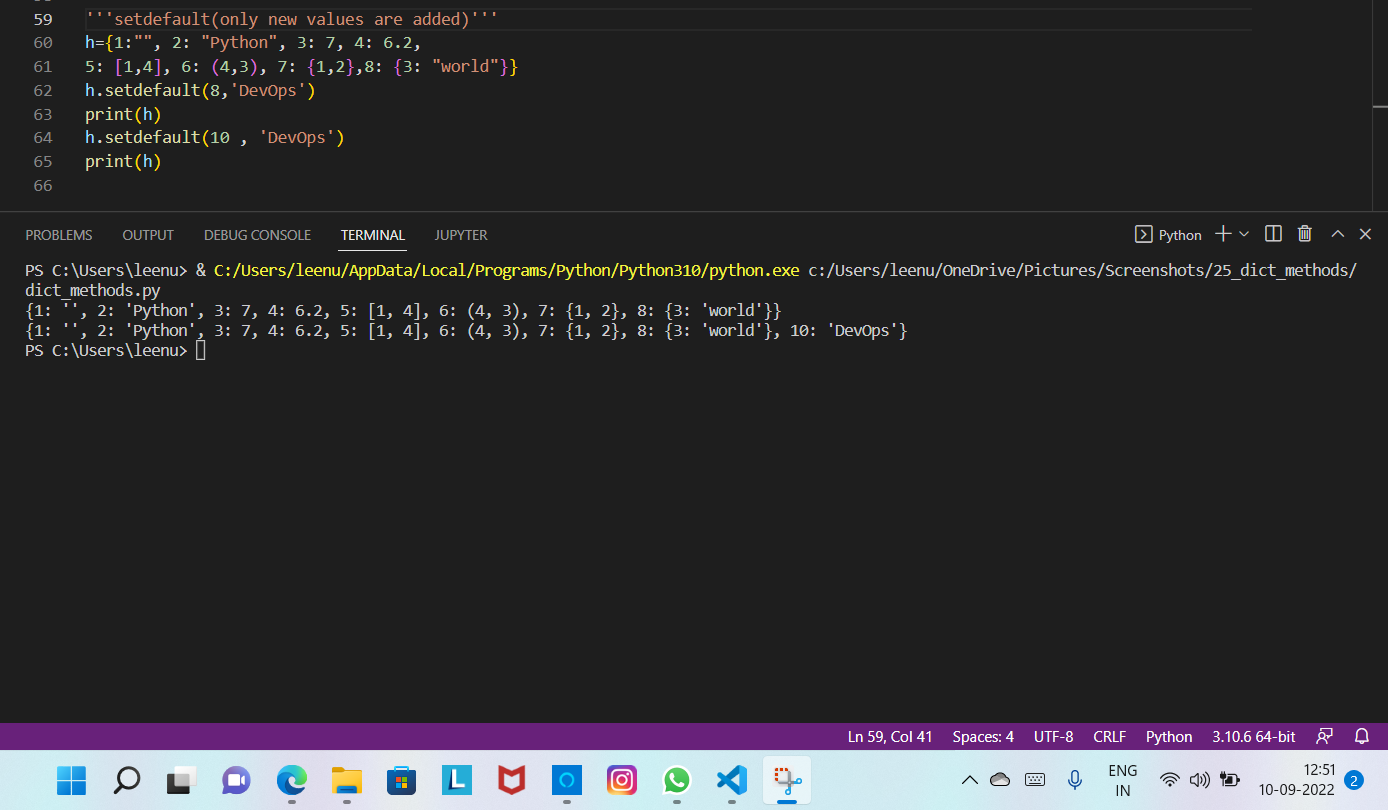 59 '''setdefault(only new values are added)'''
60 h={1:"", 2: "Python", 3: 7, 4: 6.2,
61 5: [1,4], 6: (4,3), 7: {1,2},8: {3: "world"}}
62 h.setdefault(8,'DevOps')
63 print(h)
64 h.setdefault(10 , 'DevOps')
65 print(h)
66
PROBLEMS OUTPUT DEBUG CONSOLE TERMINAL JUPYTER Python
PS C:\Users\leenu> & C:/Users/leenu/AppData/Local/Programs/Python/Python310/python.exe c:/Users/leenu/OneDrive/Pictures/Screenshots/25_dict_methods/
dict_methods.py
{1: '', 2: 'Python', 3: 7, 4: 6.2, 5: [1, 4], 6: (4, 3), 7: {1, 2}, 8: {3: 'world'}}
{1: '', 2: 'Python', 3: 7, 4: 6.2, 5: [1, 4], 6: (4, 3), 7: {1, 2}, 8: {3: 'world'}, 10: 'DevOps'}
PS C:\Users\leenu>
Ln 59, Col 41 Spaces: 4 UTF-8 CRLF Python 3.10.6 64-bit
L
ENG
IN
12:51
10-09-2022
2